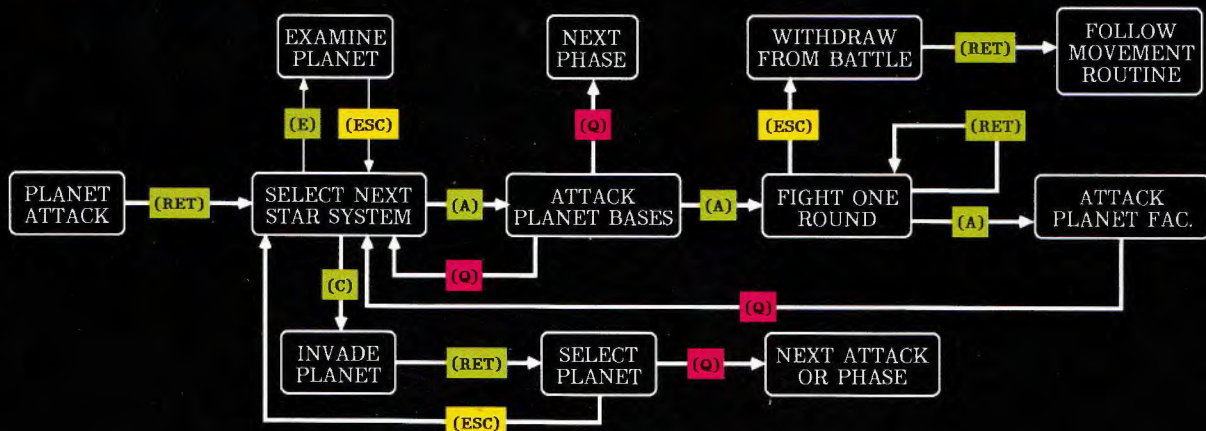 EXAMINE
PLANET
NEXT
PHASE
WITHDRAW
FROM BATTLE
(RET)
FOLLOW
MOVEMENT
ROUTINE
(E)
(ESC)
(Q)
(ESC)
(RET)
PLANET
ATTACK
(RET)
SELECT NEXT
STAR SYSTEM
(A)
ATTACK
PLANET BASES
(A)
FIGHT ONE
ROUND
(A)
ATTACK
PLANET FAC.
(Q)
(C)
(Q)
INVADE
PLANET
(RET)
SELECT
PLANET
(Q)
NEXT ATTACK
OR PHASE
(ESC)